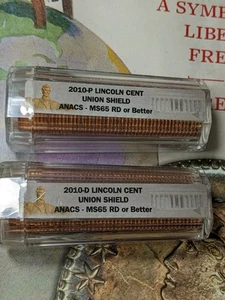 A SYMP
LIBE
FRE
2010-P LINCOLN CENT
UNION SHIELD
ANACS - MS65 RD or Better
2010-D LINCOLN CENT
UNION SHIELD
ANACS - MS65 RD or Better